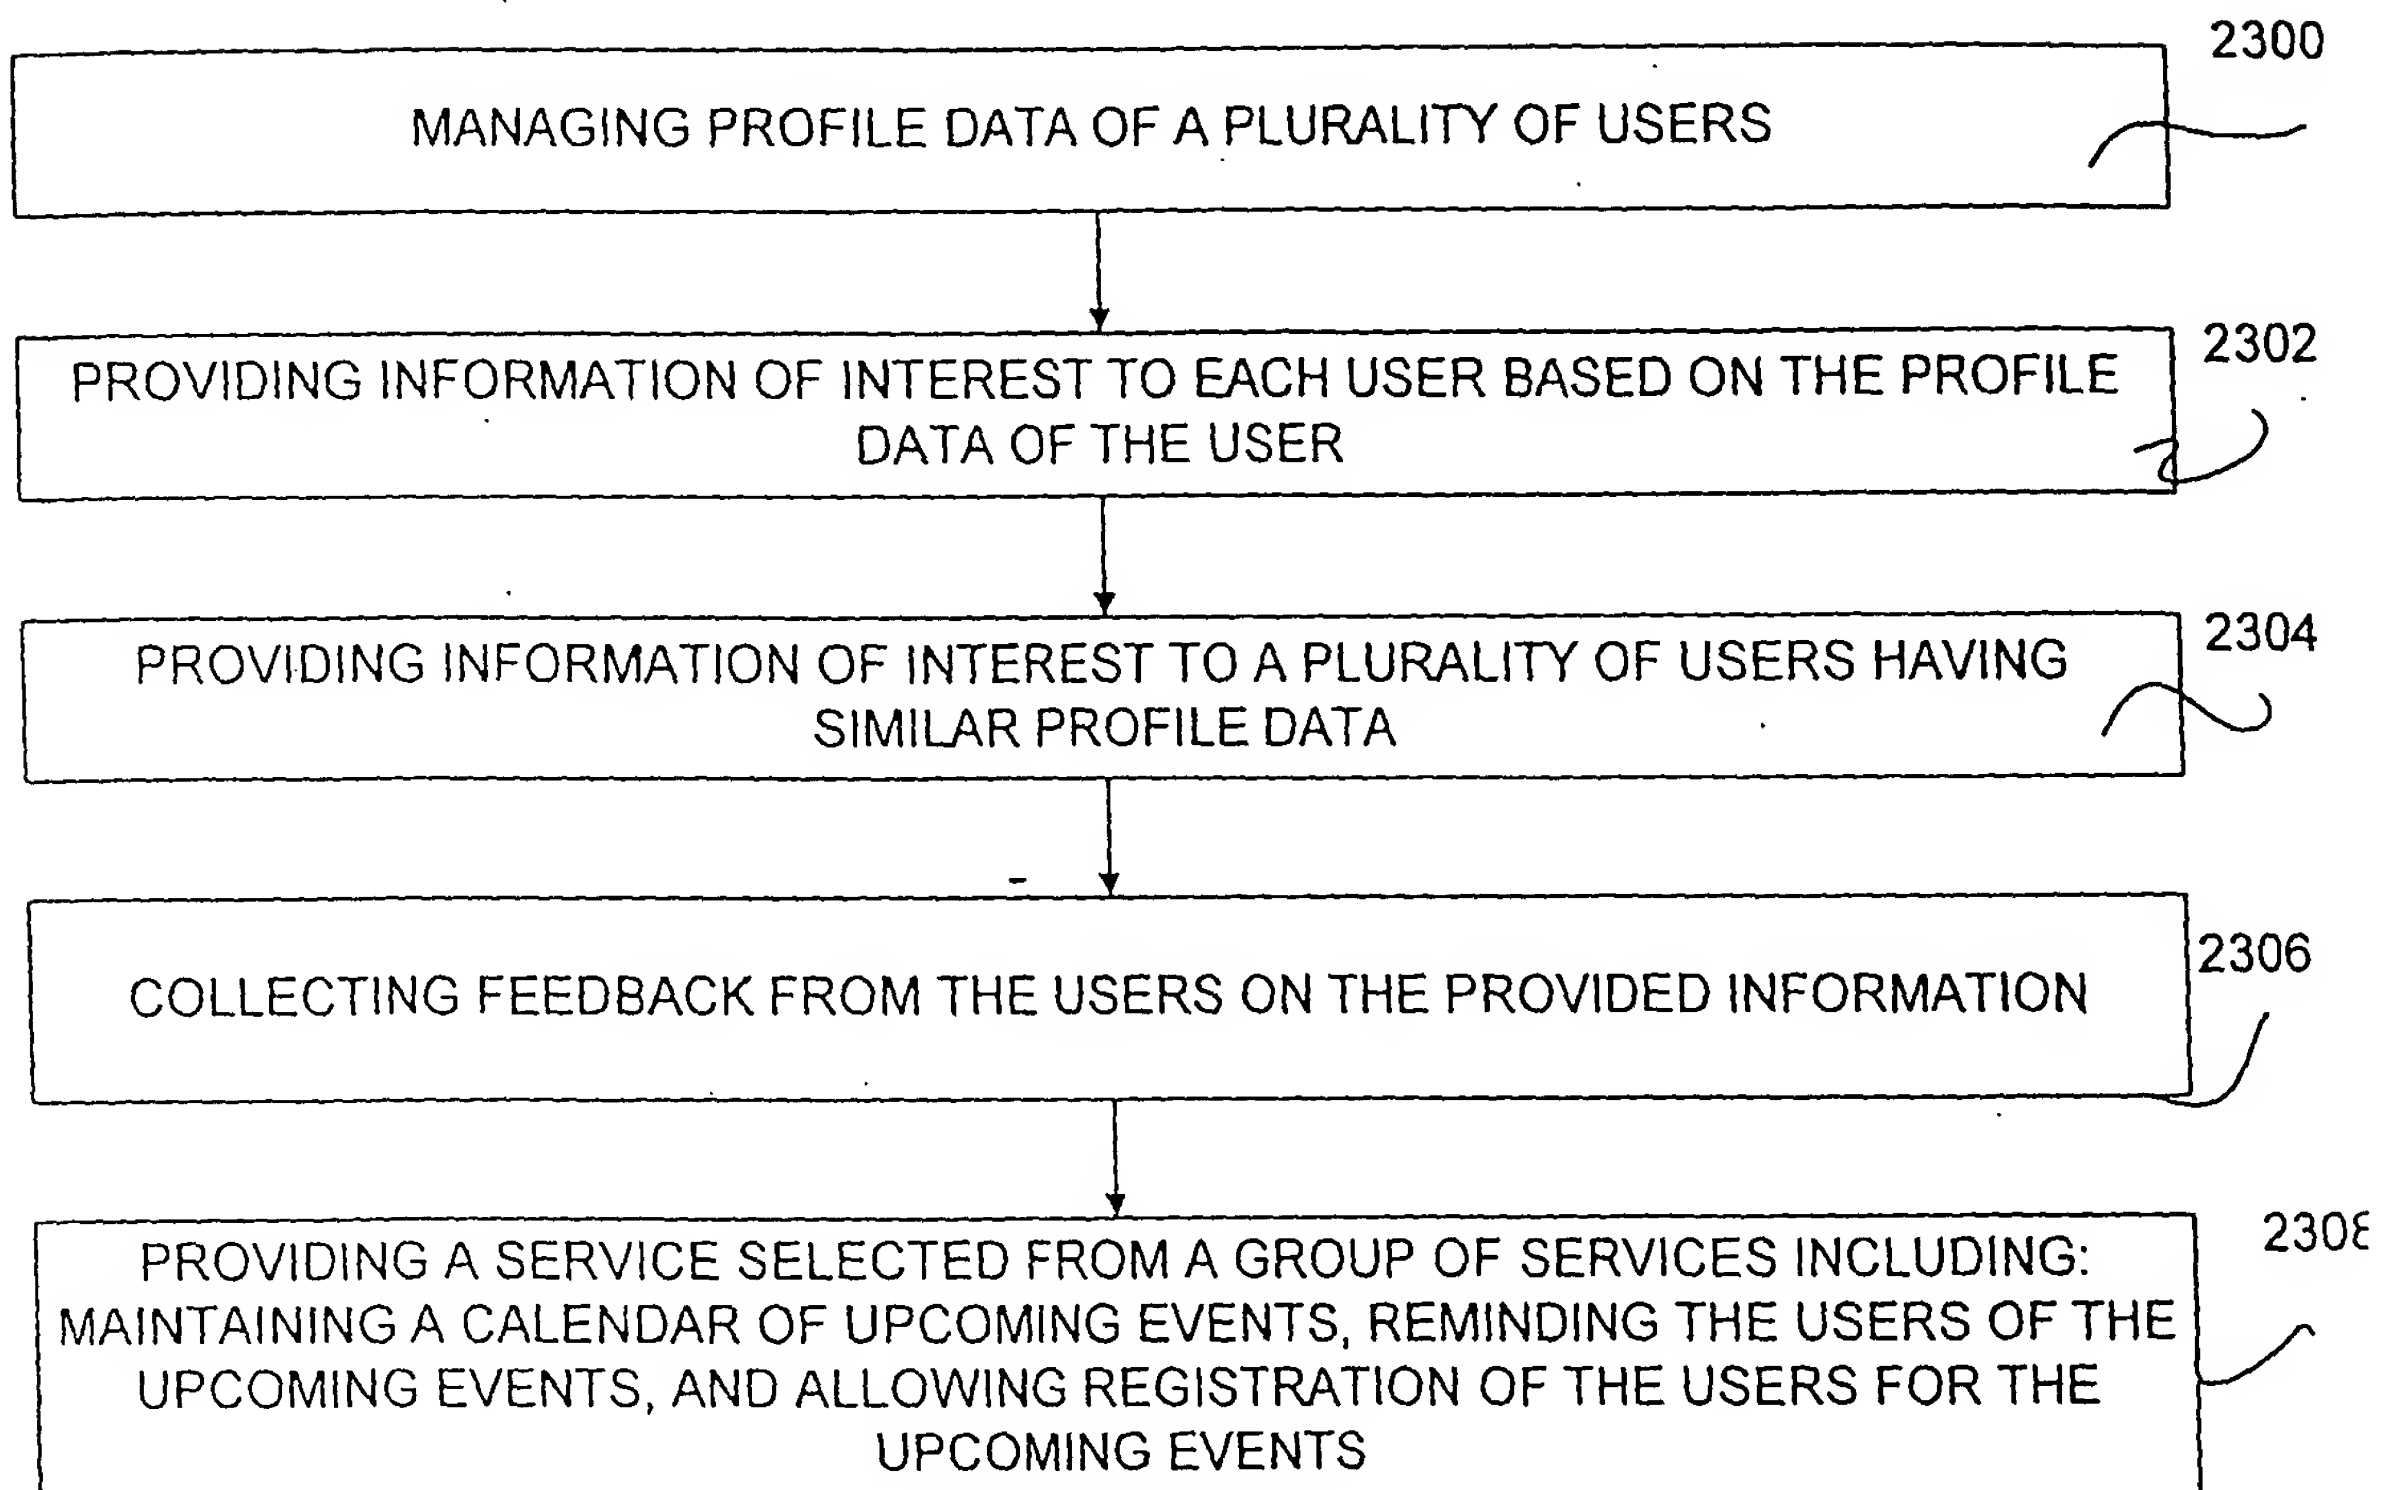 2300
MANAGING PROFILE DATA OF A PLURALITY OF USERS
2302
PROVIDING INFORMATION OF INTEREST TO EACH USER BASED ON THE PROFILE
DATA OF THE USER
2304
PROVIDING INFORMATION OF INTEREST TO A PLURALITY OF USERS HAVING
SIMILAR PROFILE DATA
2306
COLLECTING FEEDBACK FROM THE USERS ON THE PROVIDED INFORMATION
2308
PROVIDING A SERVICE SELECTED FROM A GROUP OF SERVICES INCLUDING:
MAINTAINING A CALENDAR OF UPCOMING EVENTS, REMINDING THE USERS OF THE
UPCOMING EVENTS, AND ALLOWING REGISTRATION OF THE USERS FOR THE
UPCOMING EVENTS